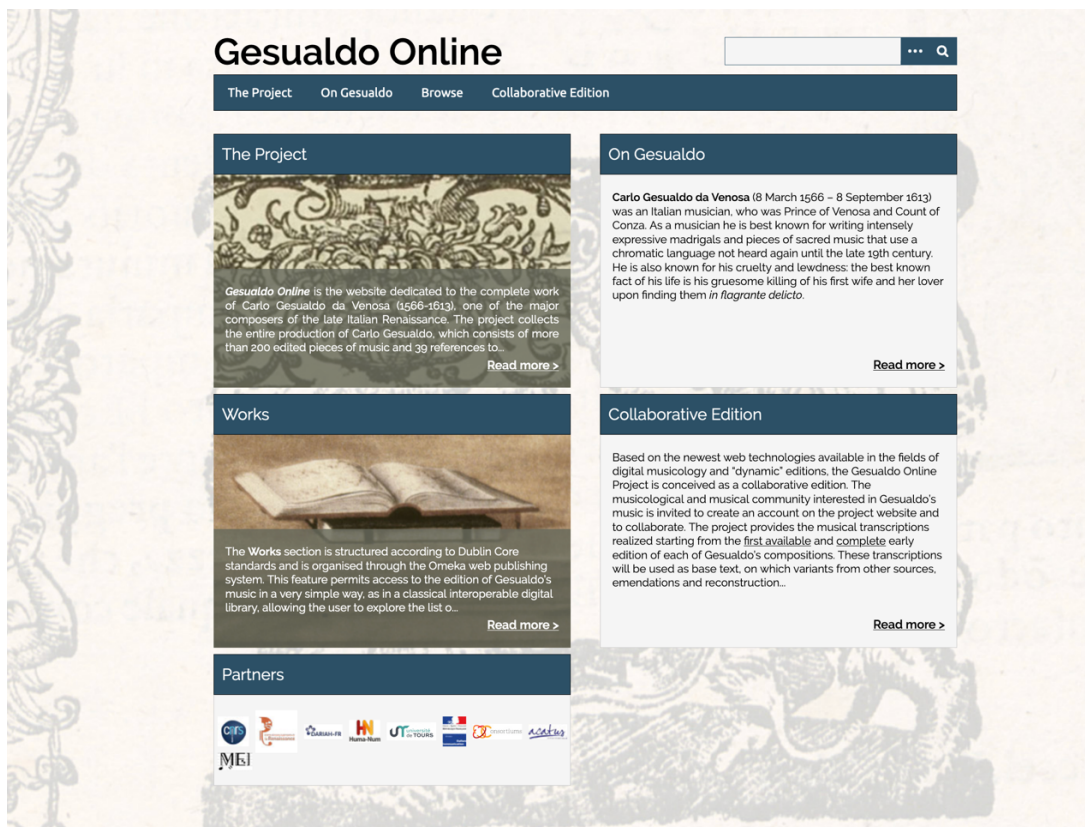 Gesualdo Online
The Project
On Gesualdo
Browse
Collaborative Edition
The Project
Gesualdo Online is the website dedicated to the complete work
of Carlo Gesualdo da Venosa (1566-1613), one of the major
composers of the late Italian Renaissance. The project collects
the entire production of Carlo Gesualdo, which consists of more
than 200 edited pieces of music and 39 references to...
Read more >
On Gesualdo
Carlo Gesualdo da Venosa (8 March 1566 – 8 September 1613)
was an Italian musician, who was Prince of Venosa and Count of
Conza. As a musician he is best known for writing intensely
expressive madrigals and pieces of sacred music that use a
chromatic language not heard again until the late 19th century.
He is also known for his cruelty and lewdness: the best known
fact of his life is his gruesome killing of his first wife and her lover
upon finding them in flagrante delicto.
Read more >
Works
The Works section is structured according to Dublin Core
standards and is organised through the Omeka web publishing
system. This feature permits access to the edition of Gesualdo's
music in a very simple way, as in a classical interoperable digital
library, allowing the user to explore the list o...
Read more >
Collaborative Edition
Based on the newest web technologies available in the fields of
digital musicology and "dynamic" editions, the Gesualdo Online
Project is conceived as a collaborative edition. The
musicological and musical community interested in Gesualdo's
music is invited to create an account on the project website and
to collaborate. The project provides the musical transcriptions
realized starting from the first available and complete early
edition of each of Gesualdo's compositions. These transcriptions
will be used as base text, on which variants from other sources,
emendations and reconstruction...
Read more >
Partners
cnrs
DARIAH-FR
HN
Huma-Num
UT université
de TOURS
acatus
MEI